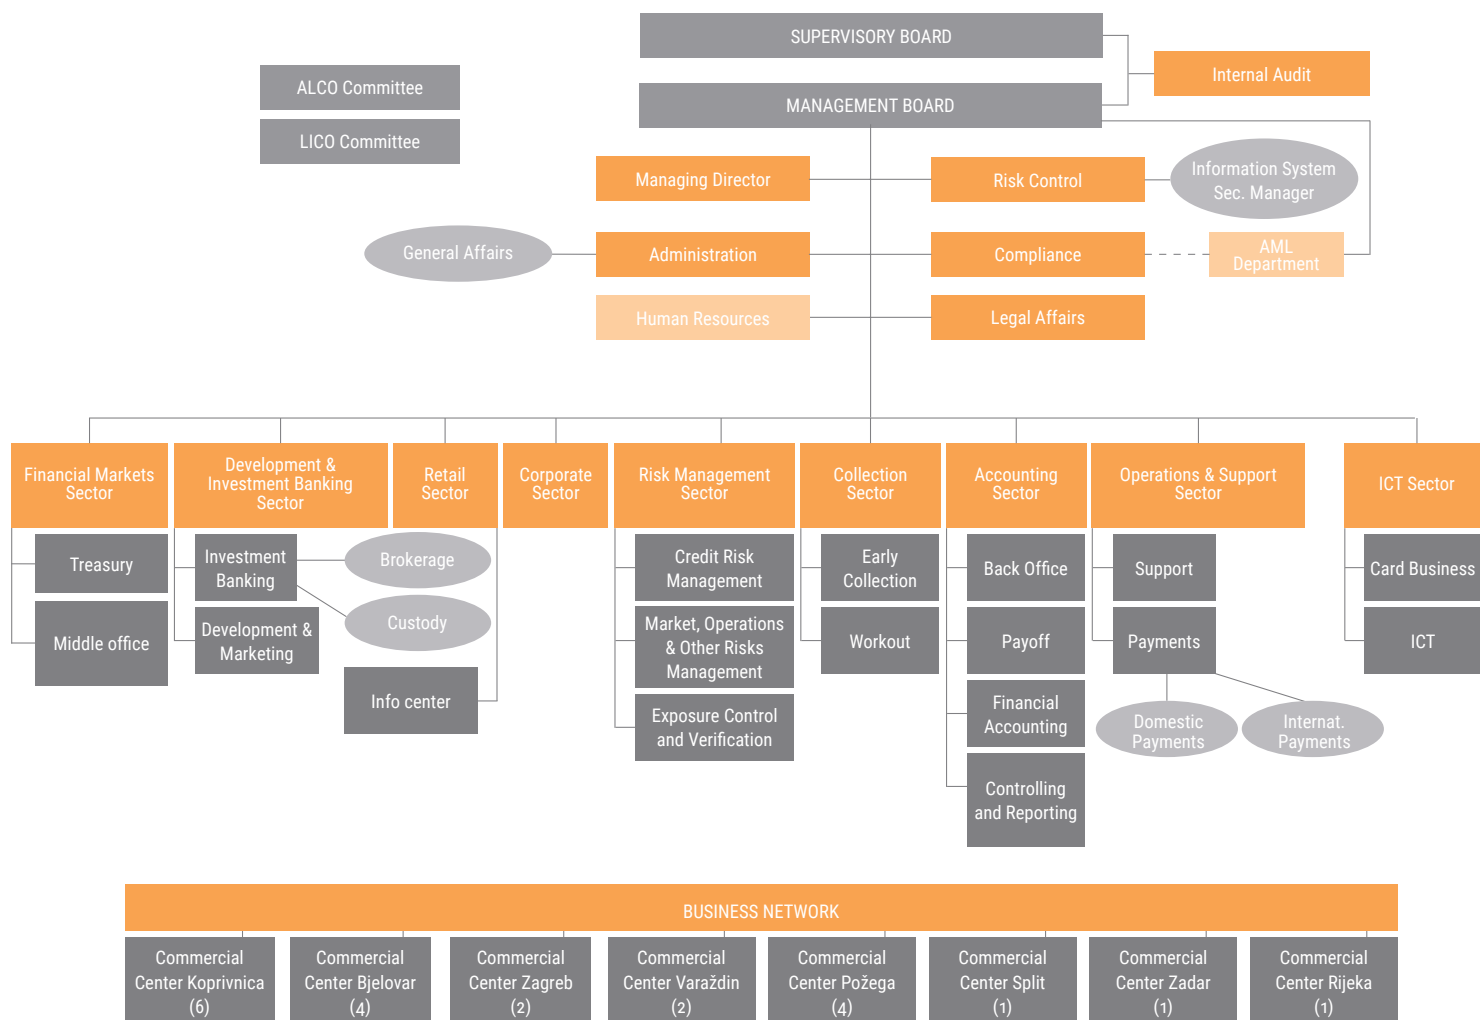 SUPERVISORY BOARD
Internal Audit
ALCO Committee
MANAGEMENT BOARD
LICO Committee
Managing Director
Risk Control
Information System
Sec. Manager
General Affairs
Administration
Compliance
AML
Department
Human Resources
Legal Affairs
Financial Markets
Sector
Development &
Investment Banking
Sector
Retail
Sector
Corporate
Sector
Risk Management
Sector
Collection
Sector
Accounting
Sector
Operations & Support
Sector
ICT Sector
Treasury
Middle office
Investment
Banking
Brokerage
Custody
Development &
Marketing
Info center
Credit Risk
Management
Market, Operations
& Other Risks
Management
Exposure Control
and Verification
Early
Collection
Workout
Back Office
Payoff
Financial
Accounting
Controlling
and Reporting
Support
Payments
Domestic
Payments
Internat.
Payments
Card Business
ICT
BUSINESS NETWORK
Commercial
Center Koprivnica
(6)
Commercial
Center Bjelovar
(4)
Commercial
Center Zagreb
(2)
Commercial
Center Varaždin
(2)
Commercial
Center Požega
(4)
Commercial
Center Split
(1)
Commercial
Center Zadar
(1)
Commercial
Center Rijeka
(1)